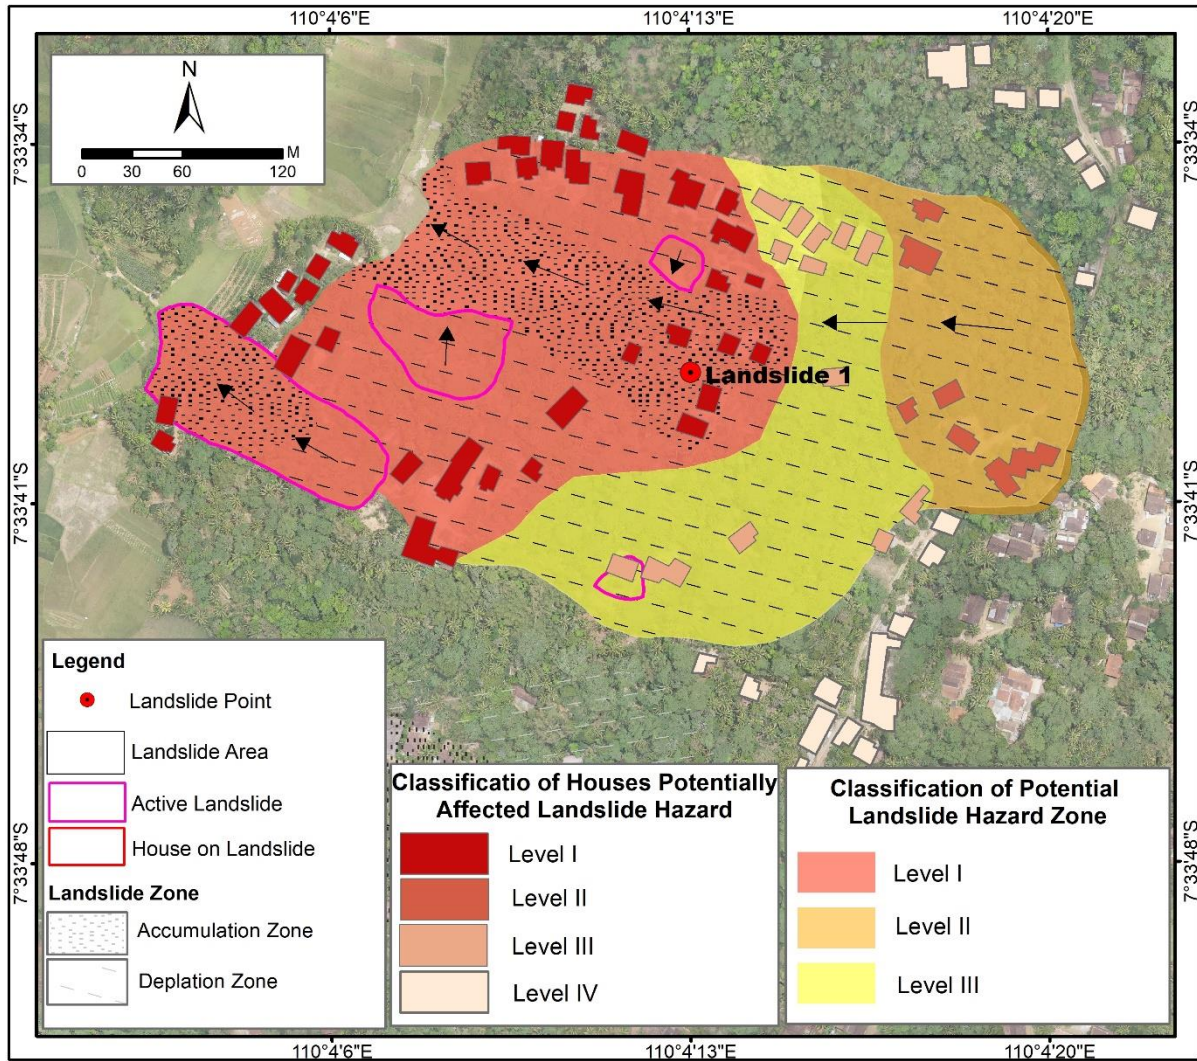 110°4'6"E
110°4'13"E
110°4'20"E
N
M
0 30 60 120
7°33'34"S
7°33'34"S
Landslide 1
7°33'41"S
7°33'41"S
7°33'48"S
7°33'48"S
Legend
Landslide Point
Landslide Area
Active Landslide
House on Landslide
Landslide Zone
Accumulation Zone
Deplation Zone
Classificatio of Houses Potentially
Affected Landslide Hazard
Level I
Level II
Level III
Level IV
Classification of Potential
Landslide Hazard Zone
Level I
Level II
Level III
110°4'6"E
110°4'13"E
110°4'20"E